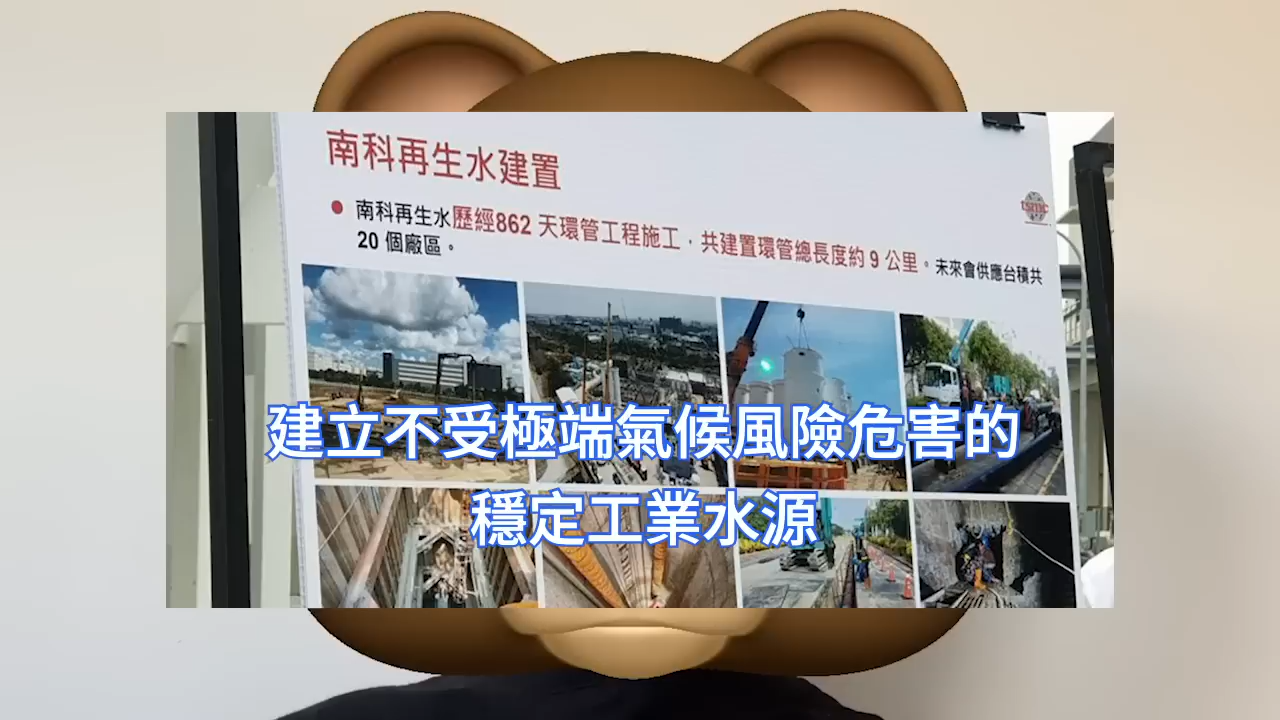 南科再生水建置
tsmc
● 南科再生水歷經862 天環管工程施工，共建置環管總長度約 9 公里。未來會供應台積共
20 個廠區。
建立不受極端氣候風險危害的
穩定工業水源